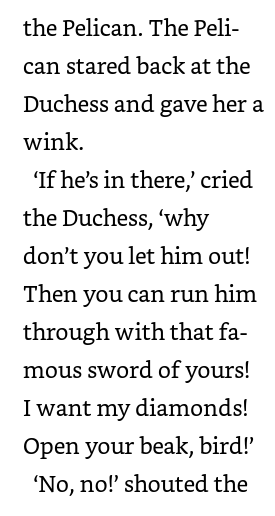 the Pelican. The Peli-
can stared back at the
Duchess and gave her a
wink.
‘If he’s in there,’ cried
the Duchess, ‘why
don’t you let him out!
Then you can run him
through with that fa-
mous sword of yours!
I want my diamonds!
Open your beak, bird!’
‘No, no!’ shouted the